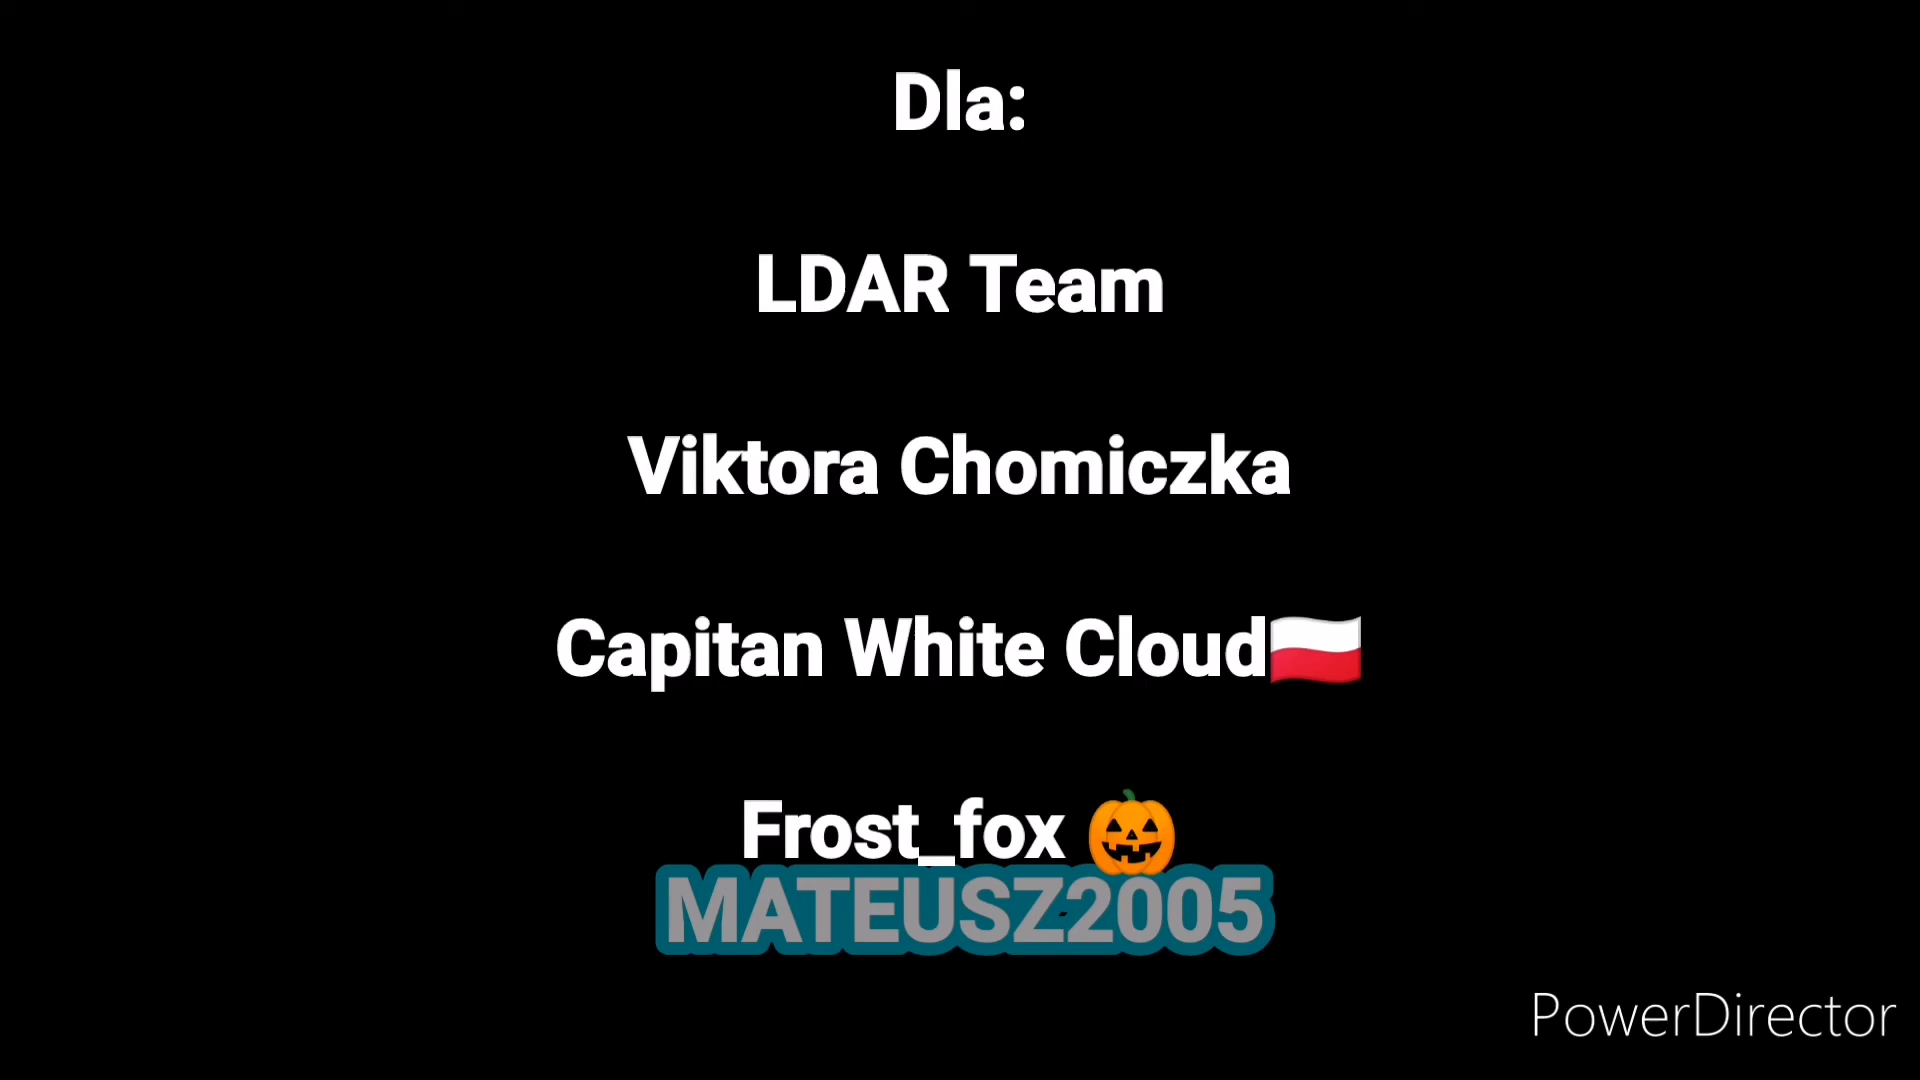 Dla:
LDAR Team
Viktora Chomiczka
Capitan White Cloud🇵🇱
Frost_fox 🎃
MATEUSZ2005
PowerDirector